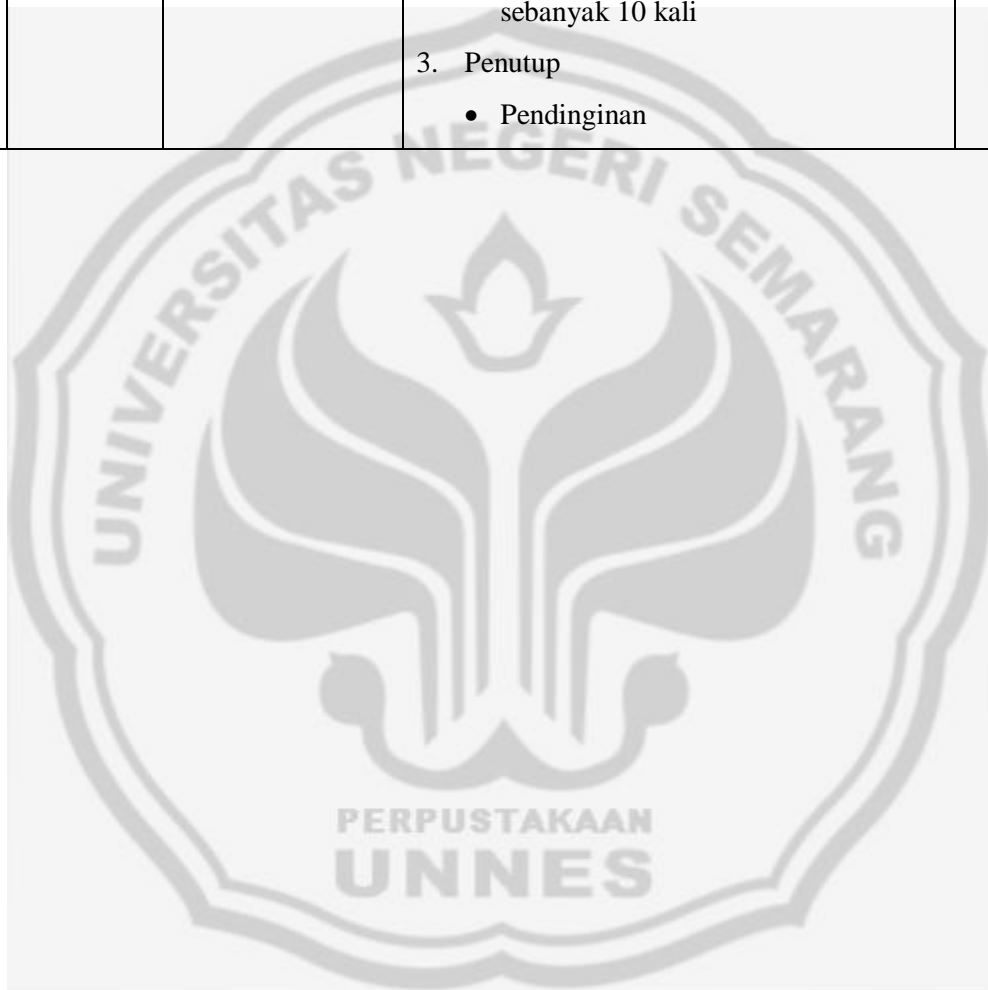 sebanyak 10 kali
3. Penutup
• Pendinginan
UNIVERSITAS NEGERI SEMARANG
PERPUSTAKAAN
UNNES